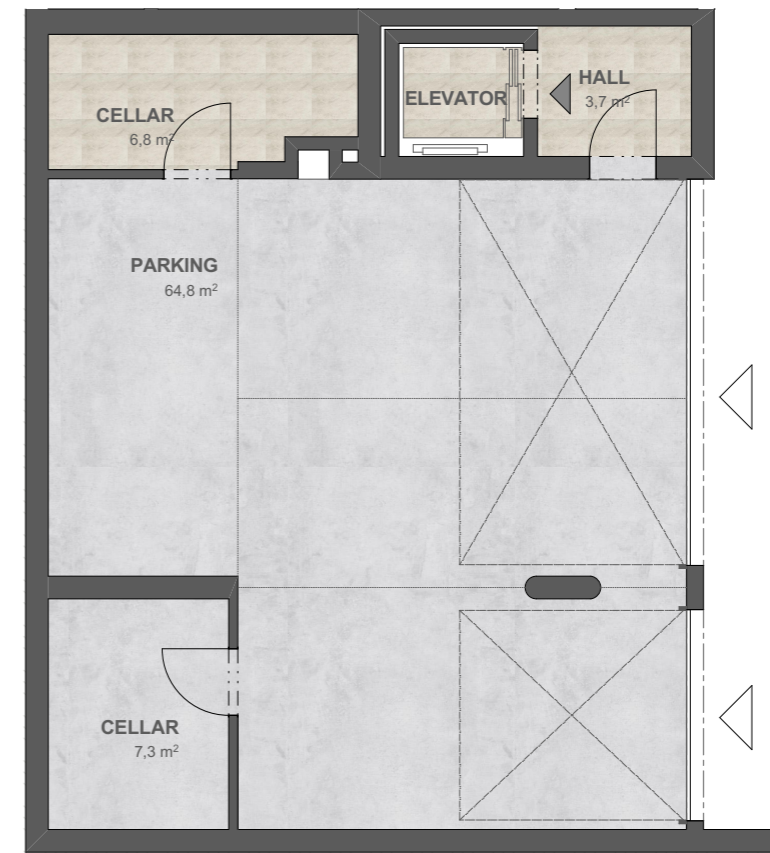 HALL
3,7 m²
ELEVATOR
CELLAR
6,8 m²
PARKING
64,8 m²
CELLAR
7,3 m²